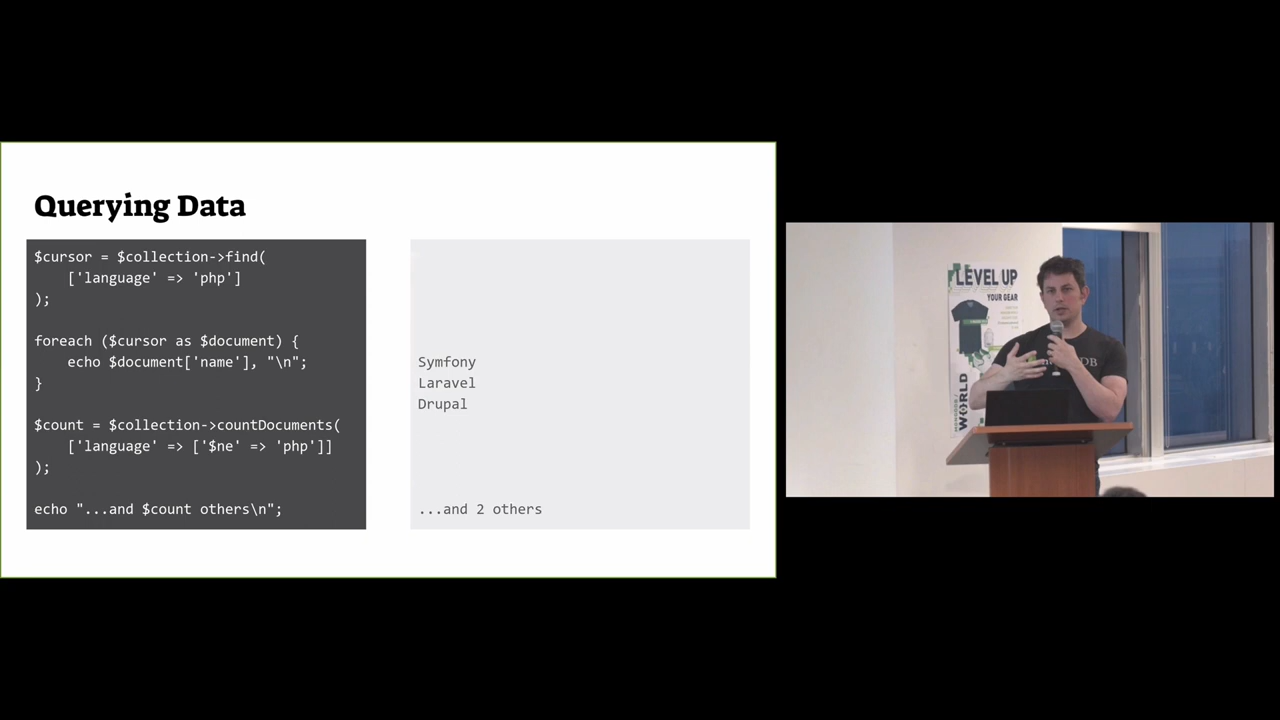 Querying Data
$cursor = $collection->find(
    ['language' => 'php']
);
foreach ($cursor as $document) {
    echo $document['name'], "\n";
}
$count = $collection->countDocuments(
    ['language' => ['$ne' => 'php']]
);
echo "...and $count others\n";
Symfony
Laravel
Drupal
...and 2 others
LEVEL UP
YOUR GEAR
WORLD
DB